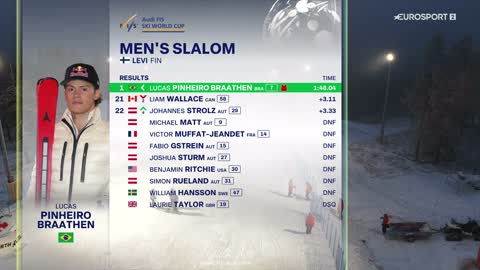 EUROSPORT 2
Audi FIS
SKI WORLD CUP
MEN'S SLALOM
LEVI FIN
RESULTS TIME
1 LUCAS PINHEIRO BRAATHEN BRA 7 1:48.04
21 LIAM WALLACE CAN 58 +3.11
22 JOHANNES STROLZ AUT 29 +3.33
MICHAEL MATT AUT 9 DNF
VICTOR MUFFAT-JEANDET FRA 14 DNF
FABIO GSTREIN AUT 15 DNF
JOSHUA STURM AUT 27 DNF
BENJAMIN RITCHIE USA 30 DNF
SIMON RUELAND AUT 31 DNF
WILLIAM HANSSON SWE 47 DNF
LAURIE TAYLOR GBR 19 DSQ
LUCAS
PINHEIRO
BRAATHEN